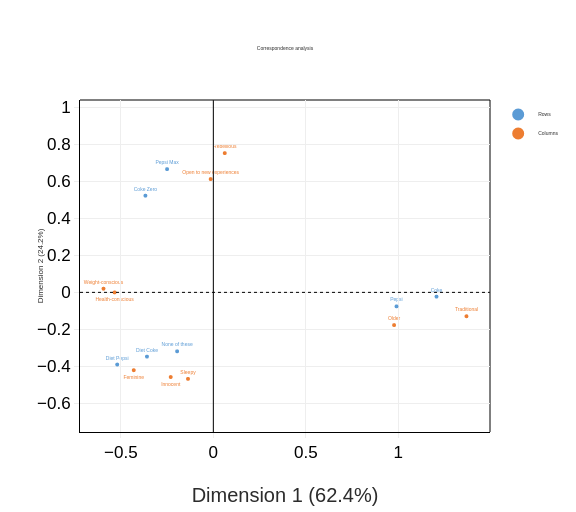 Correspondence analysis
Rows
Columns
1
0.8
0.6
0.4
0.2
0
−0.2
−0.4
−0.6
Dimension 2 (24.2%)
Pepsi Max
Open to new experiences
Coke Zero
Weight-conscious
Health-conscious
Coke
Pepsi
Traditional
Older
None of these
Diet Coke
Diet Pepsi
Feminine
Sleepy
Innocent
−0.5
0
0.5
1
Dimension 1 (62.4%)